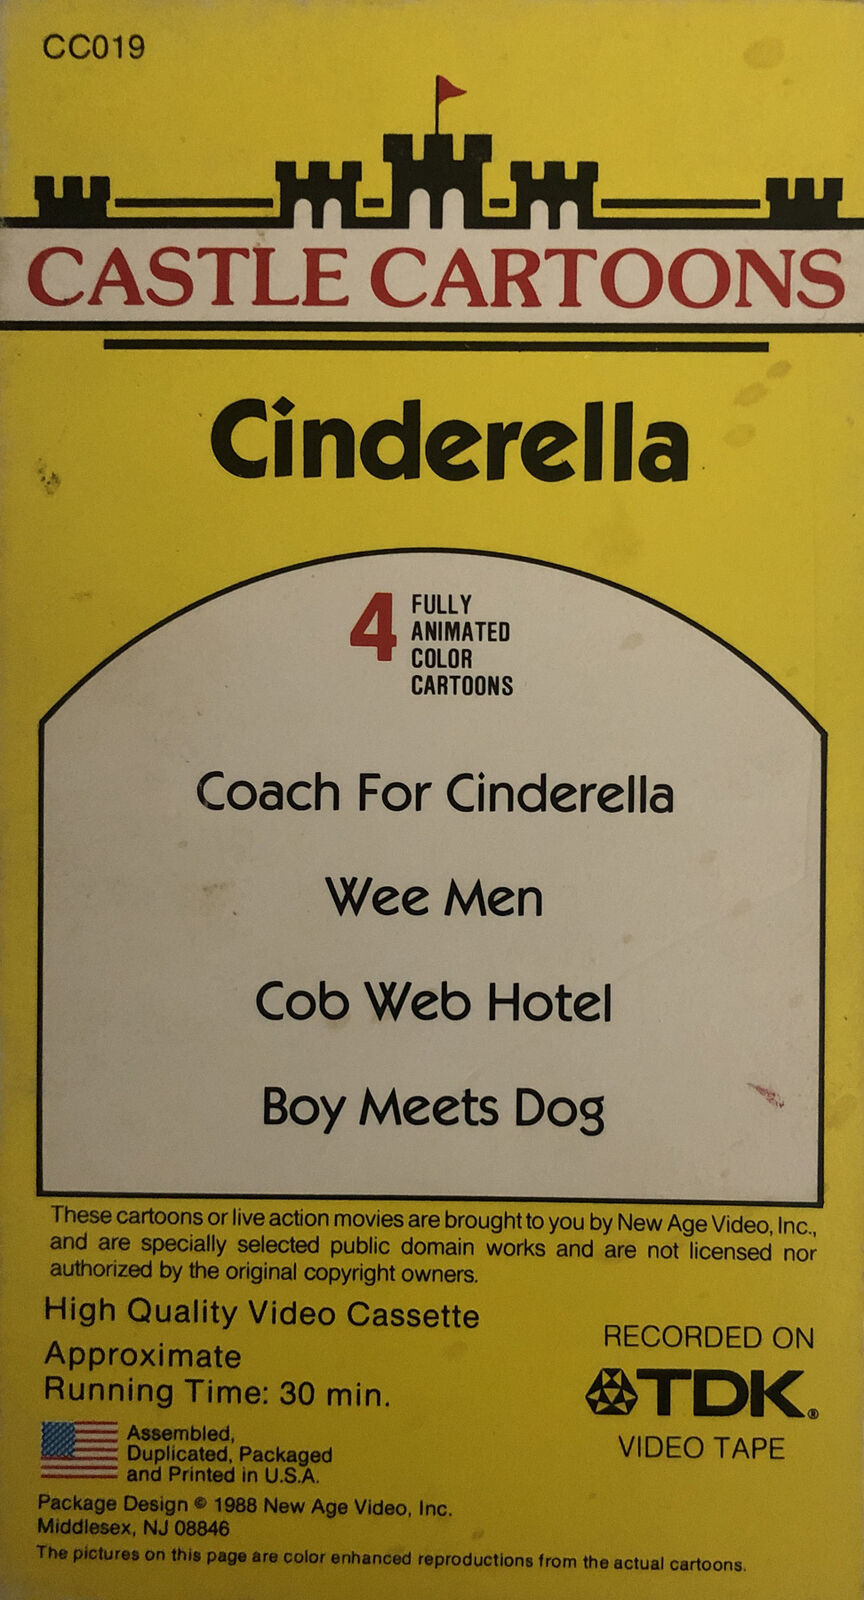 CC019
CASTLE CARTOONS
Cinderella
4 FULLY
ANIMATED
COLOR
CARTOONS
Coach For Cinderella
Wee Men
Cob Web Hotel
Boy Meets Dog
These cartoons or live action movies are brought to you by New Age Video, Inc.,
and are specially selected public domain works and are not licensed nor
authorized by the original copyright owners.
High Quality Video Cassette
Approximate
Running Time: 30 min.
RECORDED ON
TDK®
VIDEO TAPE
Assembled,
Duplicated, Packaged
and Printed in U.S.A.
Package Design © 1988 New Age Video, Inc.
Middlesex, NJ 08846
The pictures on this page are color enhanced reproductions from the actual cartoons.